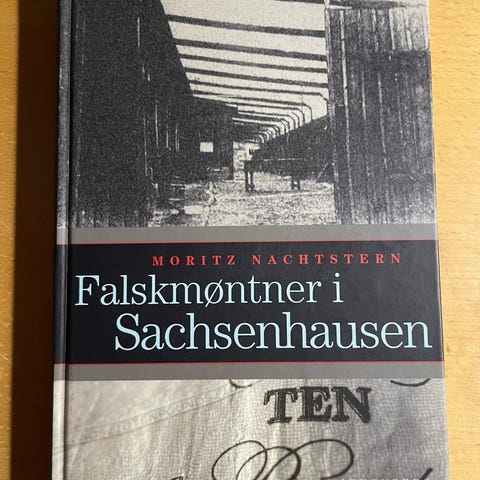 MORITZ NACHTSTERN
Falskmøntner i
Sachsenhausen
TEN